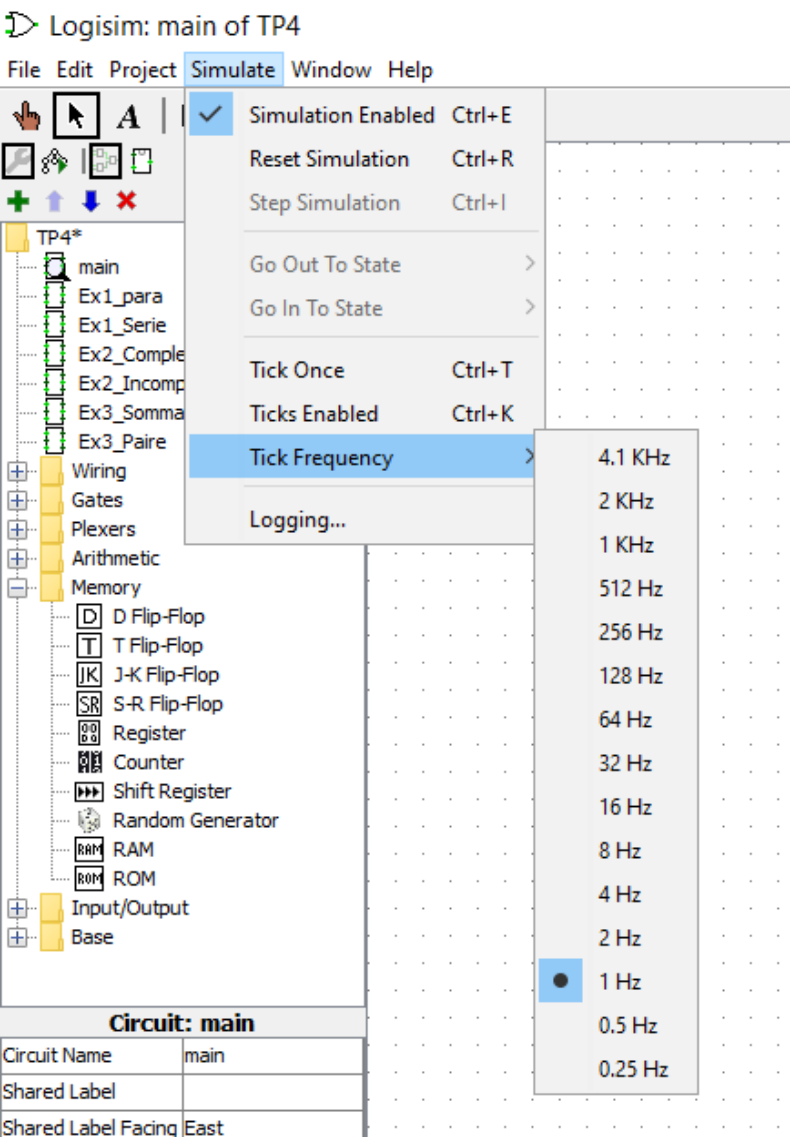 Logisim: main of TP4
File Edit Project Simulate Window Help
A
Simulation Enabled Ctrl+E
Reset Simulation Ctrl+R
Step Simulation Ctrl+I
Go Out To State
Go In To State
Tick Once Ctrl+T
Ticks Enabled Ctrl+K
Tick Frequency
Logging...
4.1 KHz
2 KHz
1 KHz
512 Hz
256 Hz
128 Hz
64 Hz
32 Hz
16 Hz
8 Hz
4 Hz
2 Hz
1 Hz
0.5 Hz
0.25 Hz
TP4*
main
Ex1_para
Ex1_Serie
Ex2_Comple
Ex2_Incomp
Ex3_Somma
Ex3_Paire
Wiring
Gates
Plexers
Arithmetic
Memory
D D Flip-Flop
T T Flip-Flop
JK J-K Flip-Flop
SR S-R Flip-Flop
Register
Counter
Shift Register
Random Generator
RAM RAM
ROM ROM
Input/Output
Base
Circuit: main
Circuit Name main
Shared Label
Shared Label Facing East